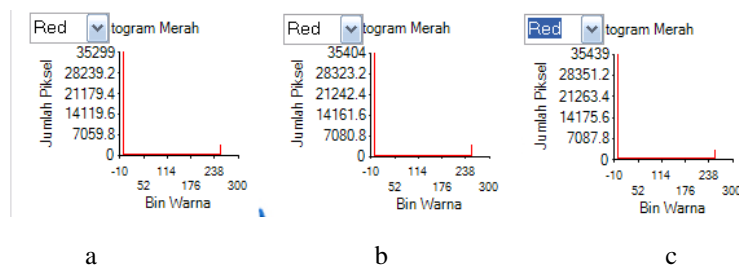 Red togram Merah
35299
28239.2
21179.4
14119.6
7059.8
0
Jumlah Piksel
-10 114 238
52 176 300
Bin Warna
a
Red togram Merah
35404
28323.2
21242.4
14161.6
7080.8
0
Jumlah Piksel
-10 114 238
52 176 300
Bin Warna
b
Red togram Merah
35439
28351.2
21263.4
14175.6
7087.8
0
Jumlah Piksel
-10 114 238
52 176 300
Bin Warna
c